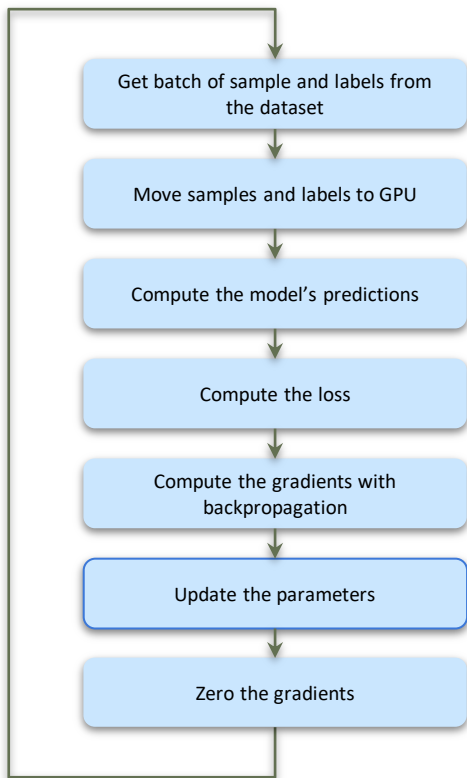 Get batch of sample and labels from
the dataset
Move samples and labels to GPU
Compute the model’s predictions
Compute the loss
Compute the gradients with
backpropagation
Update the parameters
Zero the gradients